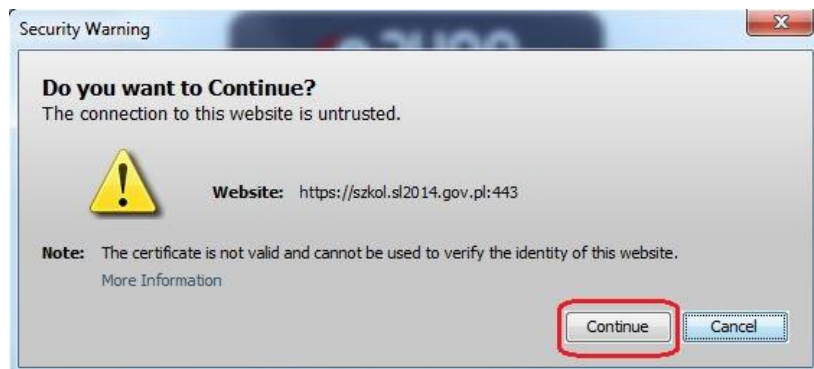 Security Warning
Do you want to Continue?
The connection to this website is untrusted.
Website: https://szkol.sl2014.gov.pl:443
Note: The certificate is not valid and cannot be used to verify the identity of this website.
More Information
Continue Cancel